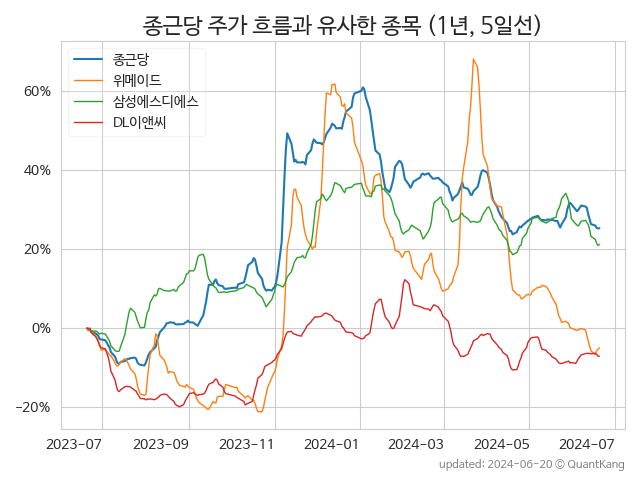 종근당 주가 흐름과 유사한 종목 (1년, 5일선)
종근당
위메이드
삼성에스디에스
DL이앤씨
60%
40%
20%
0%
−20%
2023-07
2023-09
2023-11
2024-01
2024-03
2024-05
2024-07
updated: 2024-06-20 © QuantKang